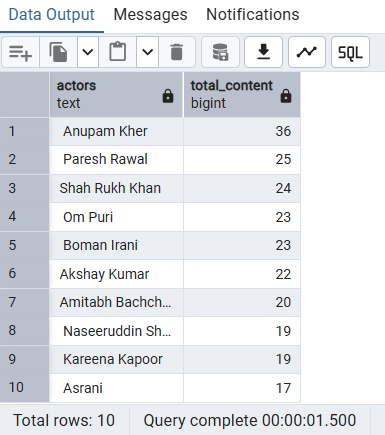 Data Output Messages Notifications
SQL
actors total_content
text bigint
1 Anupam Kher 36
2 Paresh Rawal 25
3 Shah Rukh Khan 24
4 Om Puri 23
5 Boman Irani 23
6 Akshay Kumar 22
7 Amitabh Bachch... 20
8 Naseeruddin Sh... 19
9 Kareena Kapoor 19
10 Asrani 17
Total rows: 10 Query complete 00:00:01.500